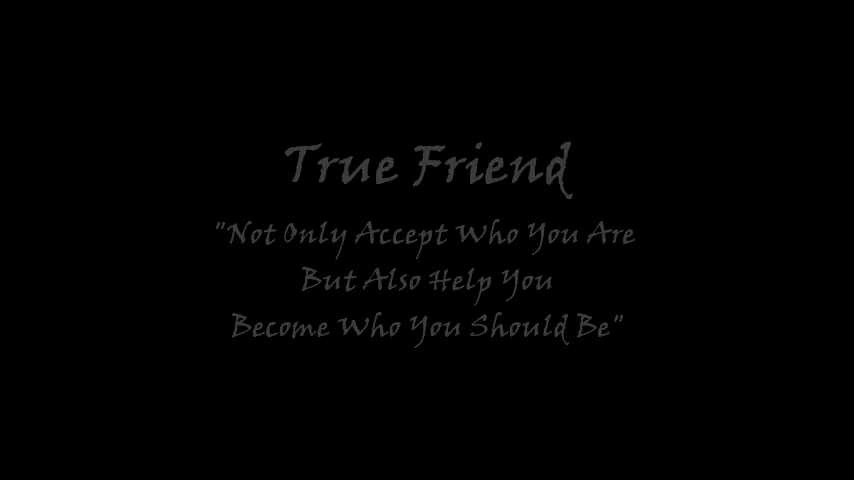 True Friend
"Not Only Accept Who You Are
But Also Help You
Become Who You Should Be"